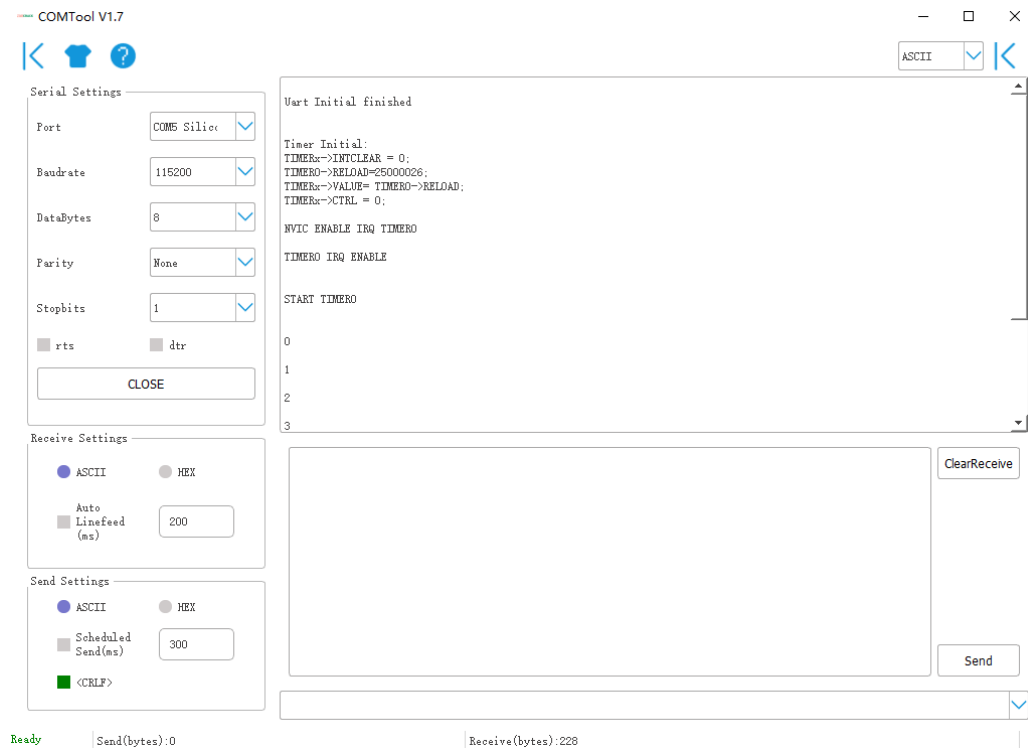 COMTool V1.7
ASCII
Serial Settings
Port
COM5 Silic
Baudrate
115200
DataBytes
8
Parity
None
Stopbits
1
rts
dtr
CLOSE
Receive Settings
ASCII
HEX
Auto
Linefeed
(ms)
200
Send Settings
ASCII
HEX
Scheduled
Send(ms)
300
<CRLF>
Uart Initial finished
Timer Initial:
TIMERx->INTCLEAR = 0;
TIMER0->RELOAD=25000026;
TIMERx->VALUE= TIMER0->RELOAD;
TIMERx->CTRL = 0;
NVIC ENABLE IRQ TIMER0
TIMER0 IRQ ENABLE
START TIMER0
0
1
2
3
ClearReceive
Send
Ready
Send(bytes):0
Receive(bytes):228